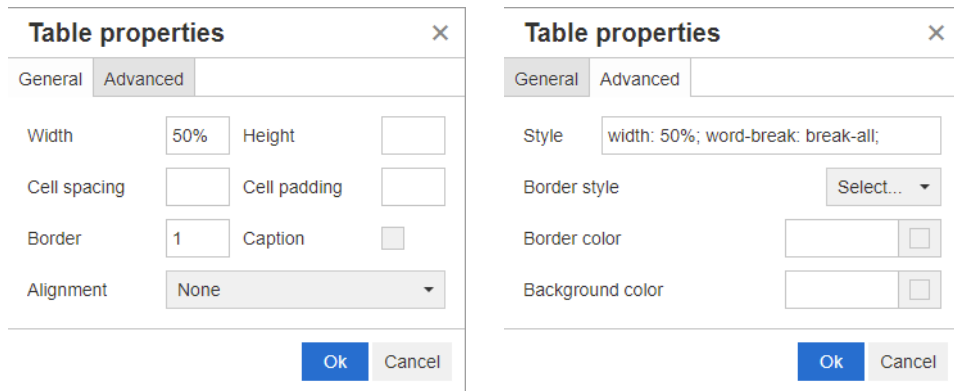 Table properties ×
General Advanced
Width 50% Height
Cell spacing Cell padding
Border 1 Caption
Alignment None
Ok Cancel
Table properties ×
General Advanced
Style width: 50%; word-break: break-all;
Border style Select...
Border color
Background color
Ok Cancel